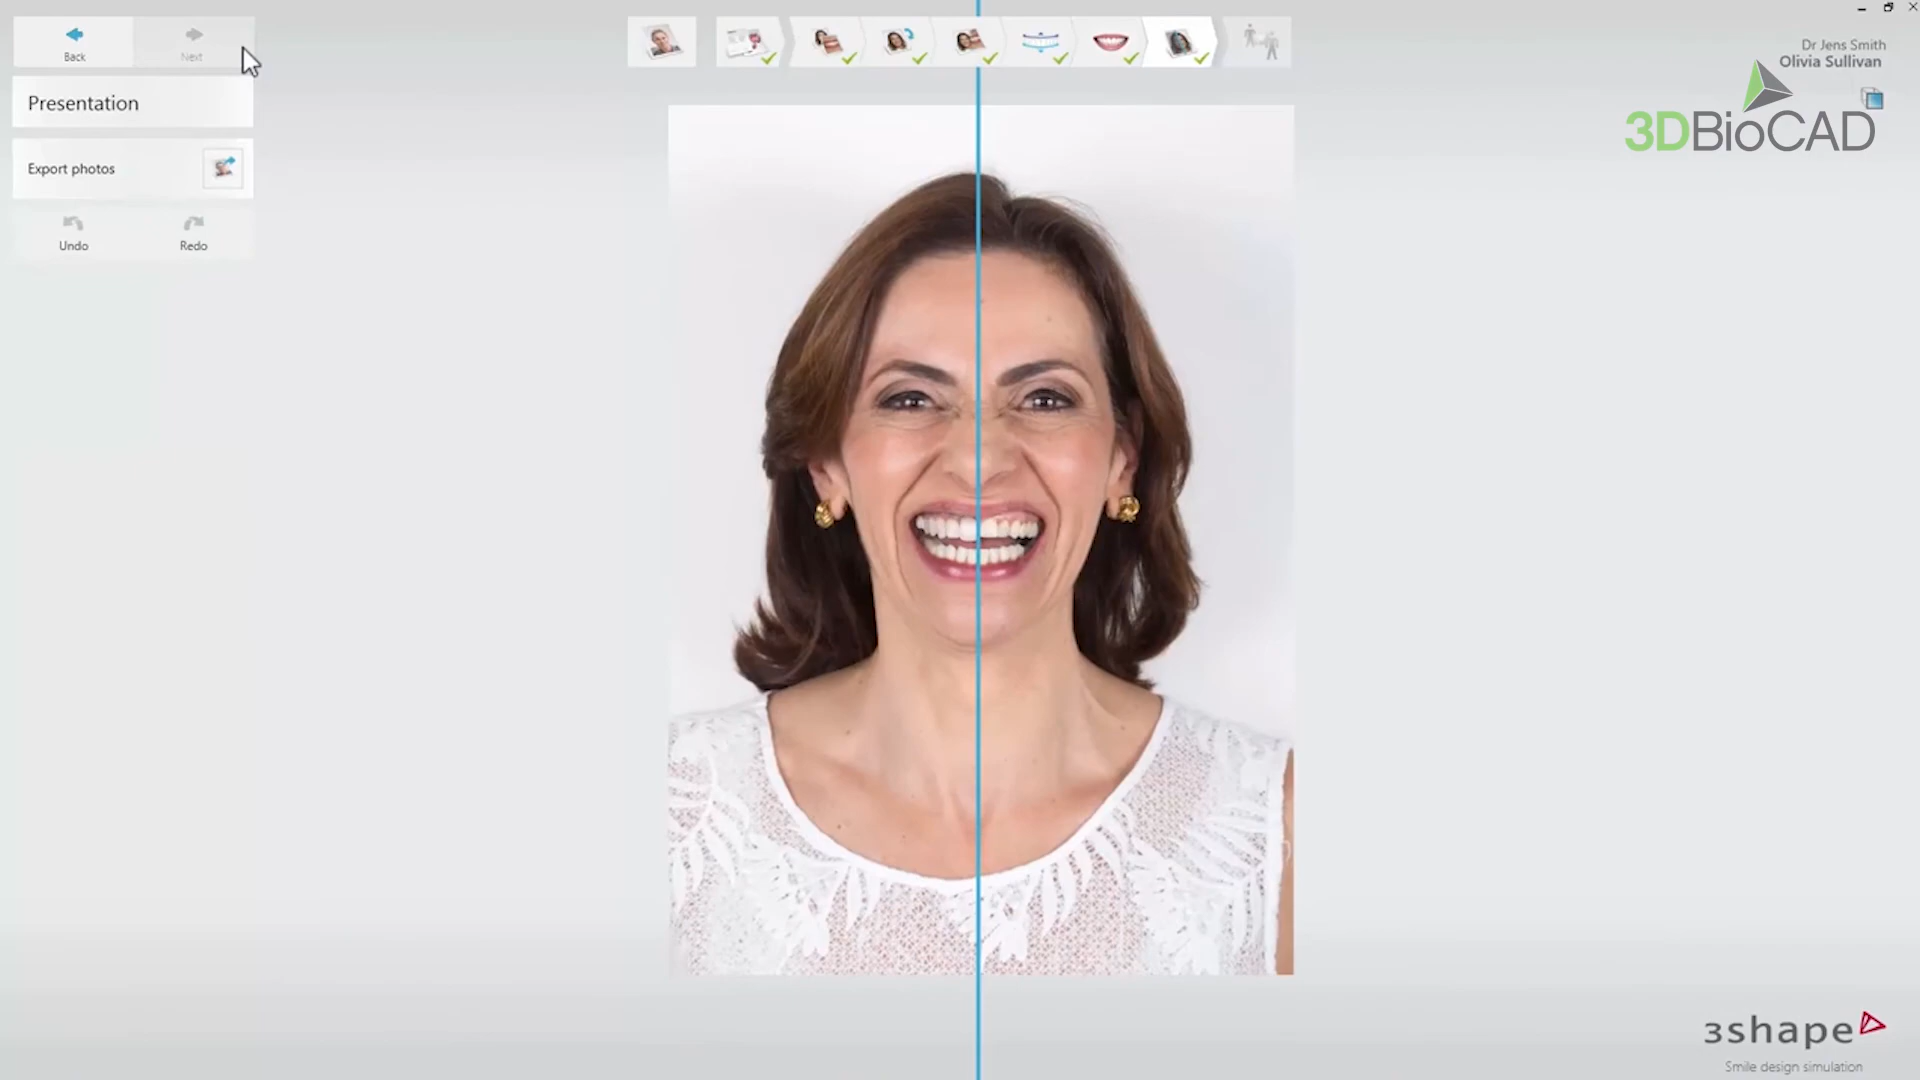 Back
Next
Presentation
Export photos
Undo
Redo
Dr Jens Smith
Olivia Sullivan
3DBioCAD
3shape
Smile design simulation